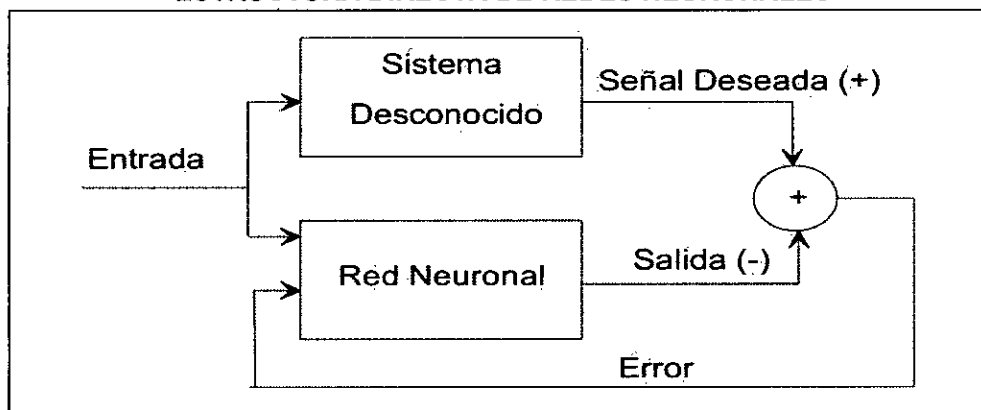 Sistema
Desconocido
Señal Deseada (+)
Entrada
+
Red Neuronal
Salida (-)
Error